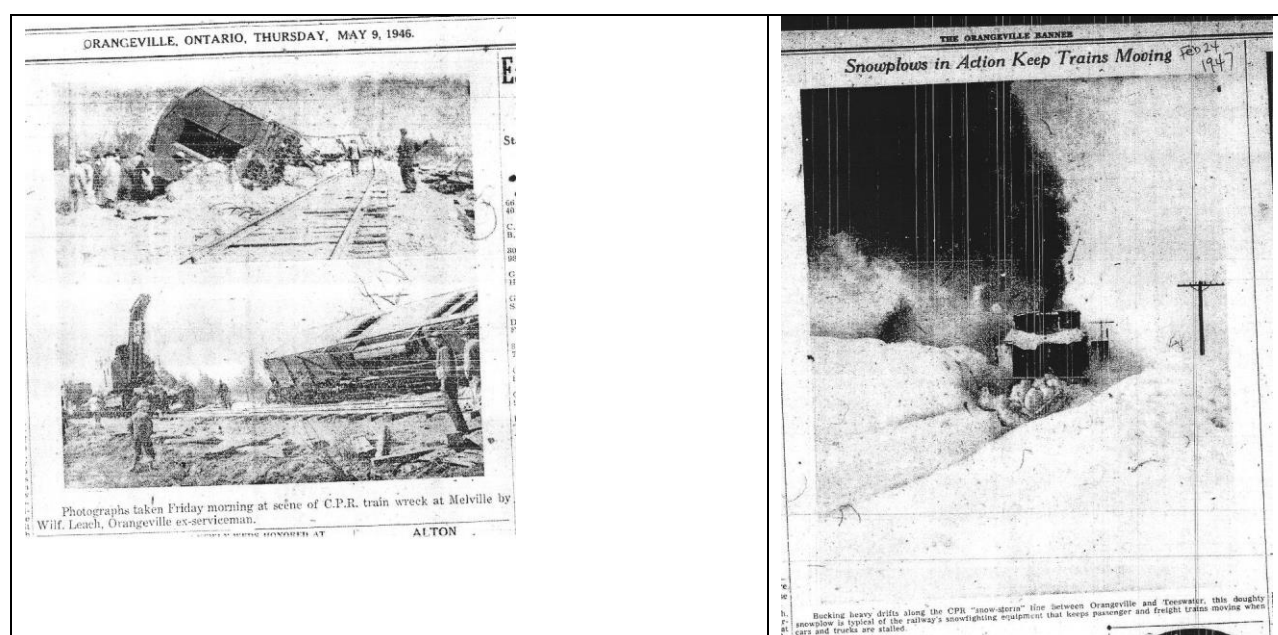 ORANGEVILLE, ONTARIO, THURSDAY, MAY 9, 1946.
Photographs taken Friday morning at scene of C.P.R. train wreck at Melville by
Wilf. Leach, Orangeville ex-serviceman.
HONORED AT
ALTON
THE ORANGEVILLE BANNER
Snowplows in Action Keep Trains Moving
Feb 24
1947
Bucking heavy drifts along the CPR "snow-storm" line between Orangeville and Teeswater, this doughty
snowplow is typical of the railway's snowfighting equipment that keeps passenger and freight trains moving when
cars and trucks are stalled.